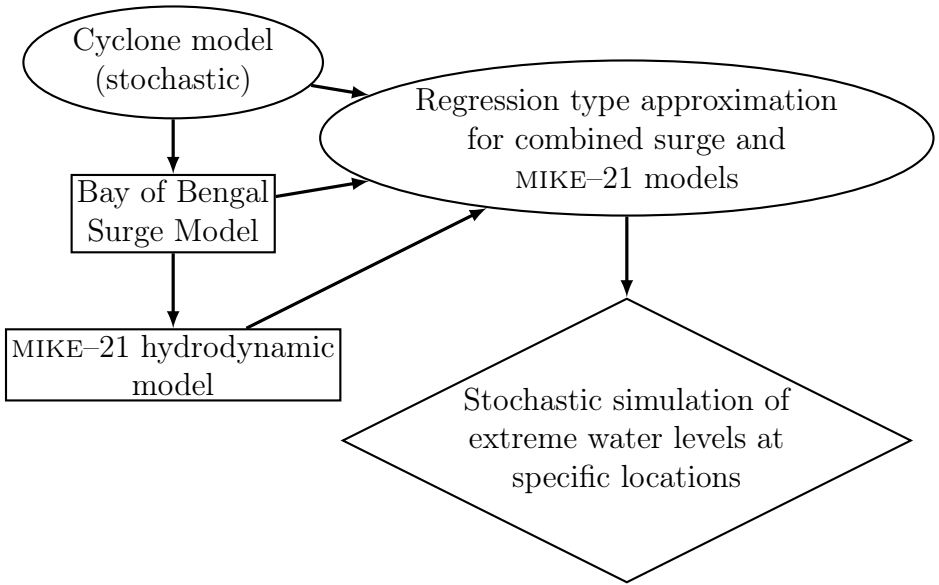 Cyclone model
(stochastic)
Regression type approximation
for combined surge and
MIKE–21 models
Bay of Bengal
Surge Model
MIKE–21 hydrodynamic
model
Stochastic simulation of
extreme water levels at
specific locations